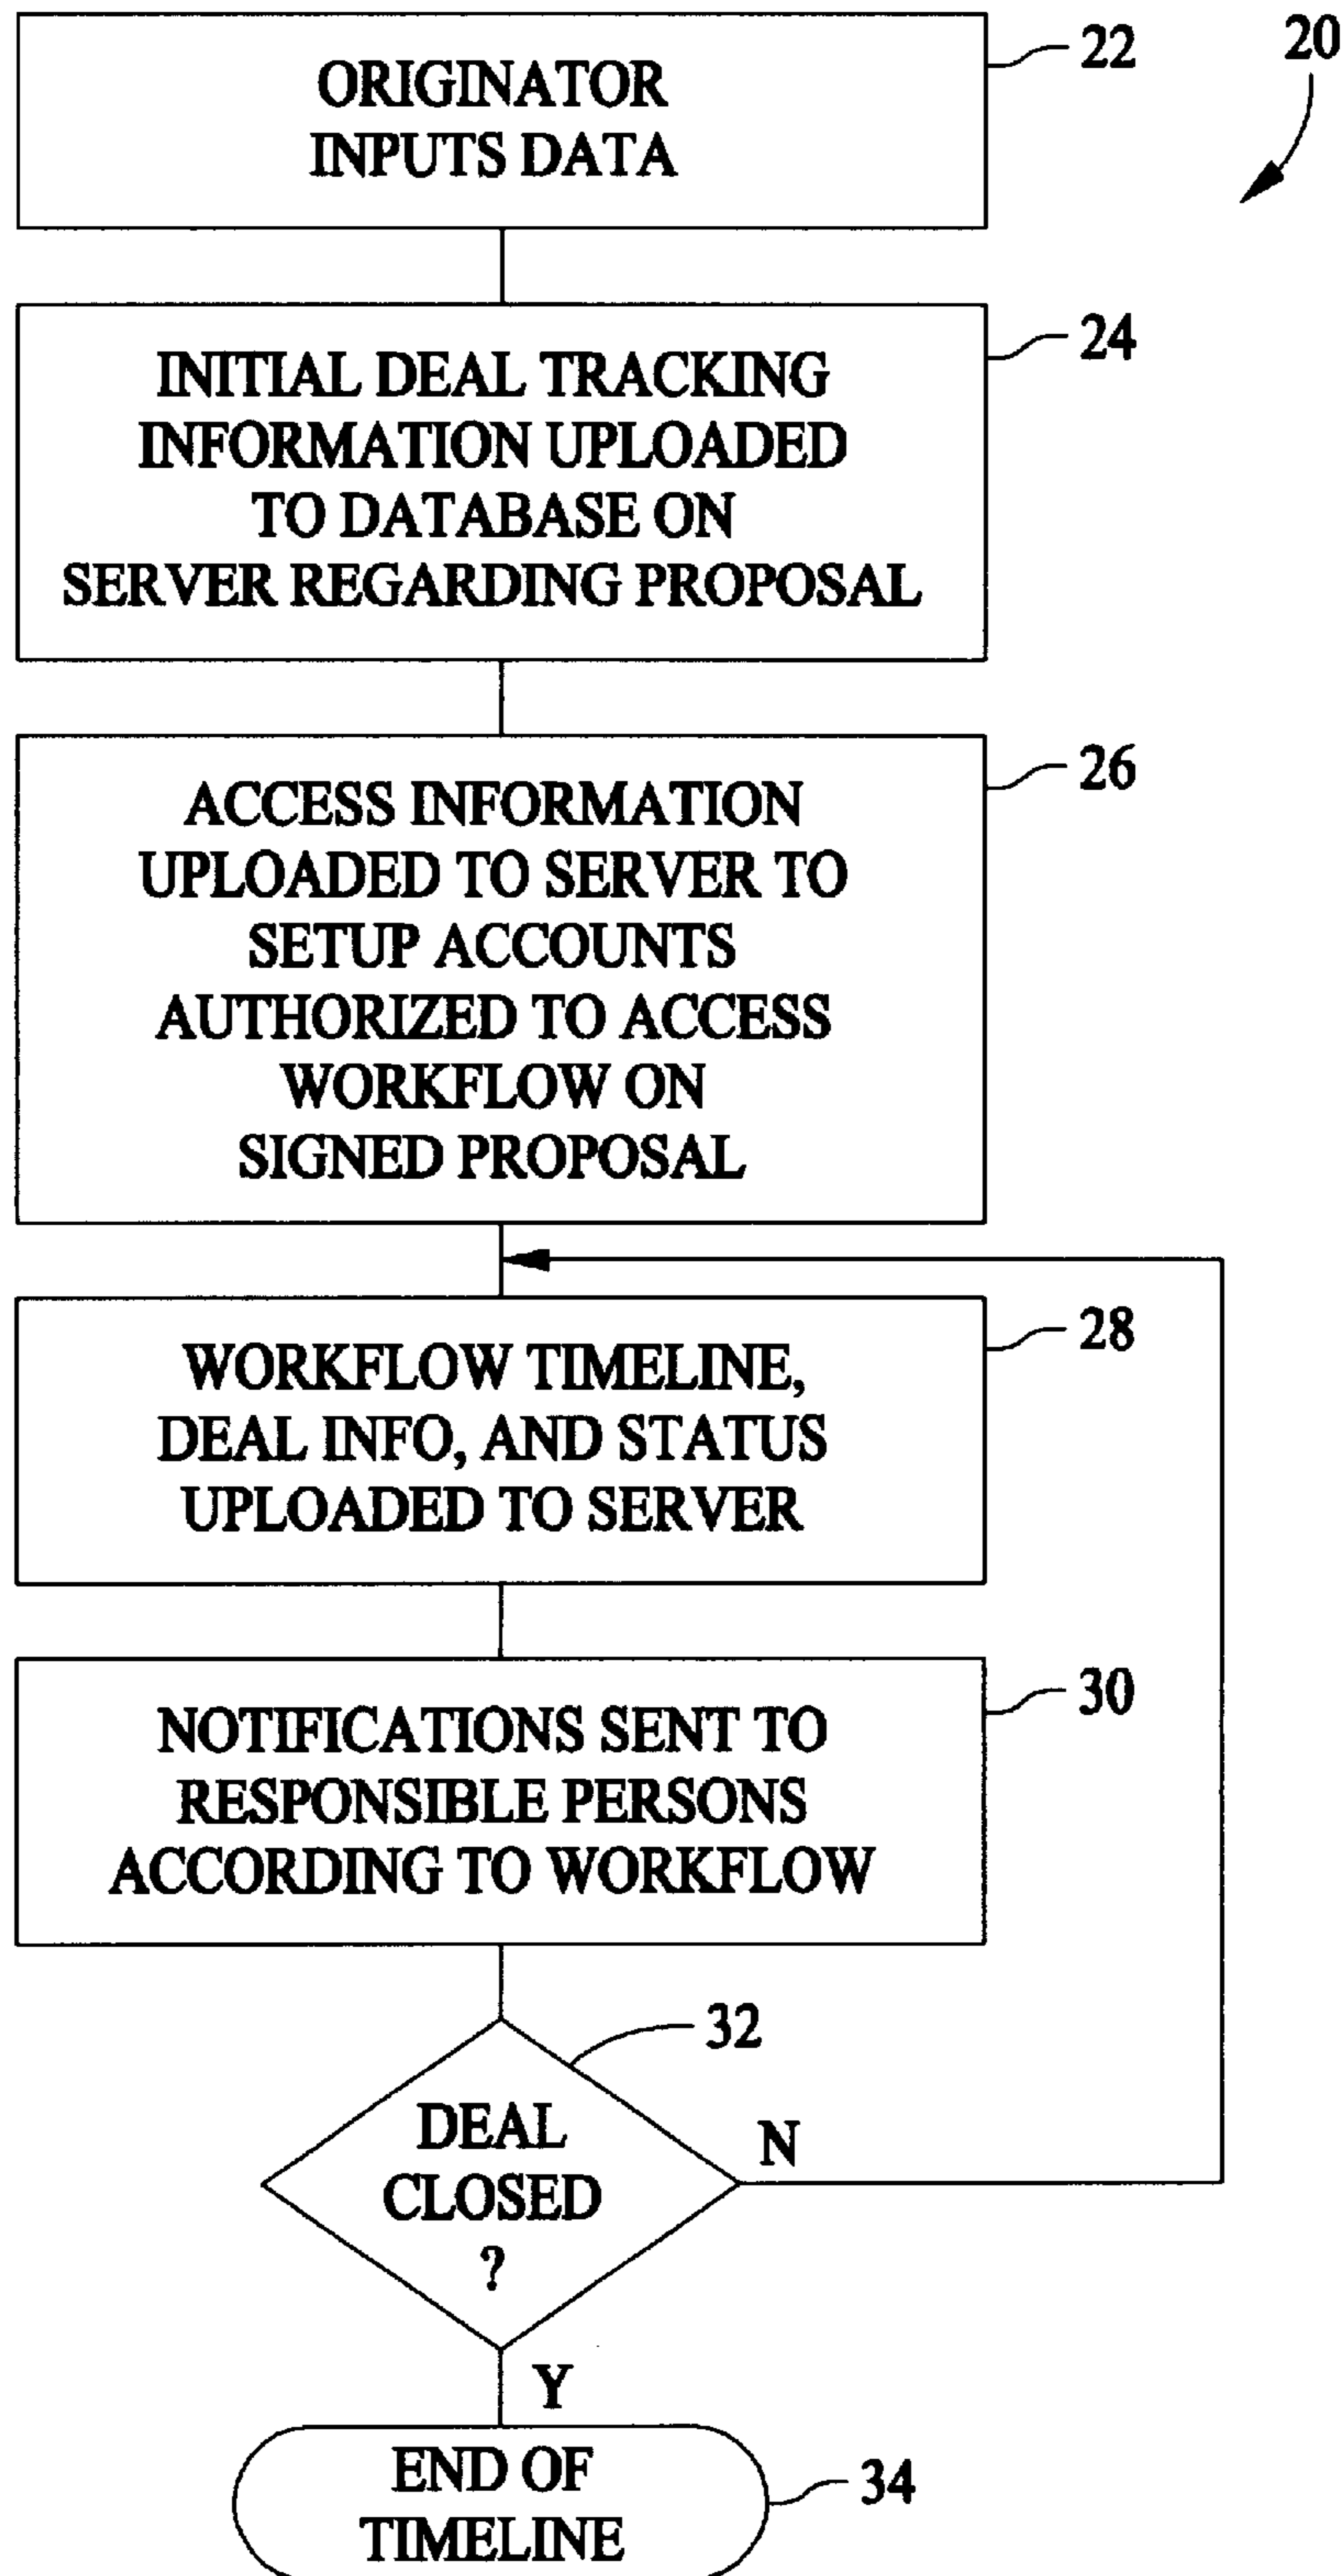 20
ORIGINATOR
INPUTS DATA
22
INITIAL DEAL TRACKING
INFORMATION UPLOADED
TO DATABASE ON
SERVER REGARDING PROPOSAL
24
ACCESS INFORMATION
UPLOADED TO SERVER TO
SETUP ACCOUNTS
AUTHORIZED TO ACCESS
WORKFLOW ON
SIGNED PROPOSAL
26
WORKFLOW TIMELINE,
DEAL INFO, AND STATUS
UPLOADED TO SERVER
28
NOTIFICATIONS SENT TO
RESPONSIBLE PERSONS
ACCORDING TO WORKFLOW
30
DEAL
CLOSED
?
32
N
Y
END OF
TIMELINE
34